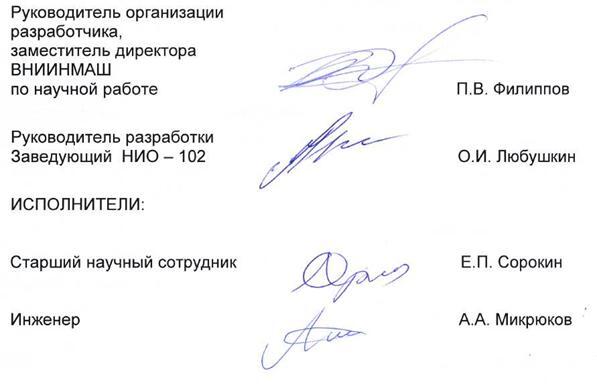 Руководитель организации
разработчика,
заместитель директора
ВНИИНМАШ
по научной работе П.В. Филиппов
Руководитель разработки
Заведующий НИО – 102 О.И. Любушкин
ИСПОЛНИТЕЛИ:
Старший научный сотрудник Е.П. Сорокин
Инженер А.А. Микрюков